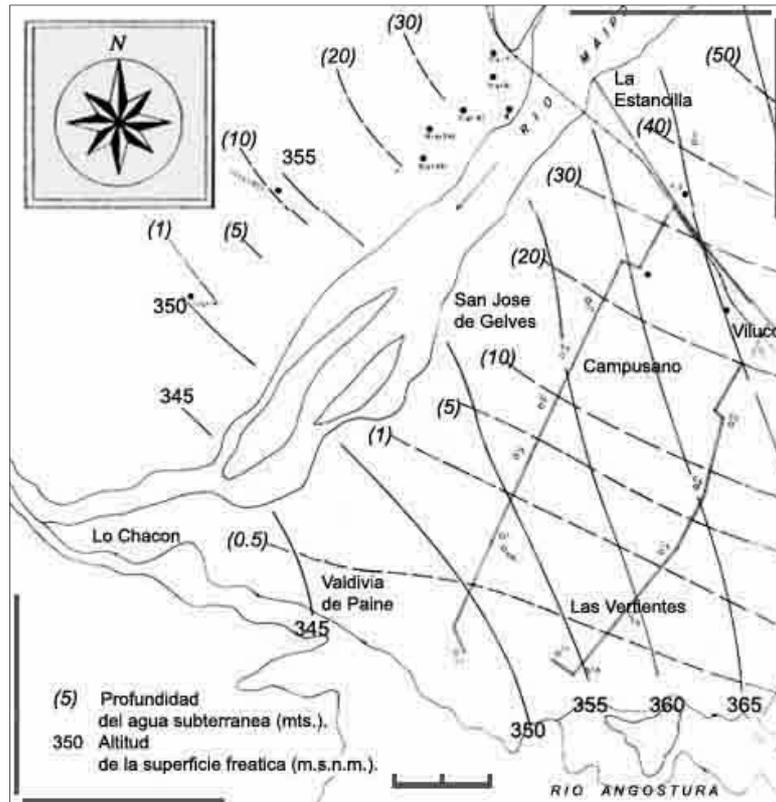 N
(30)
(20)
RIO MAIPO
La
Estancilla
(50)
(40)
(10)
355
(30)
(1)
(5)
(20)
350
San Jose
de Gelves
Viluco
Campusano
(10)
345
(5)
(1)
Lo Chacon
(0.5)
Valdivia
de Paine
Las Vertientes
345
(5) Profundidad
del agua subterranea (mts.).
350 Altitud
de la superficie freatica (m.s.n.m.).
350
355
360
365
RIO ANGOSTURA